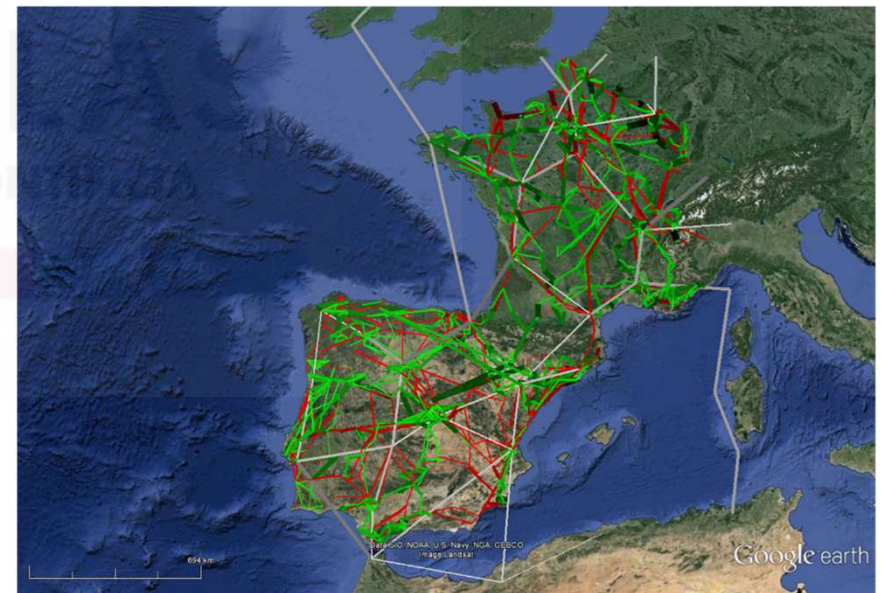 694 km
Data SIO, NOAA, U.S. Navy, NGA, GEBCO
Image Landsat
Google earth